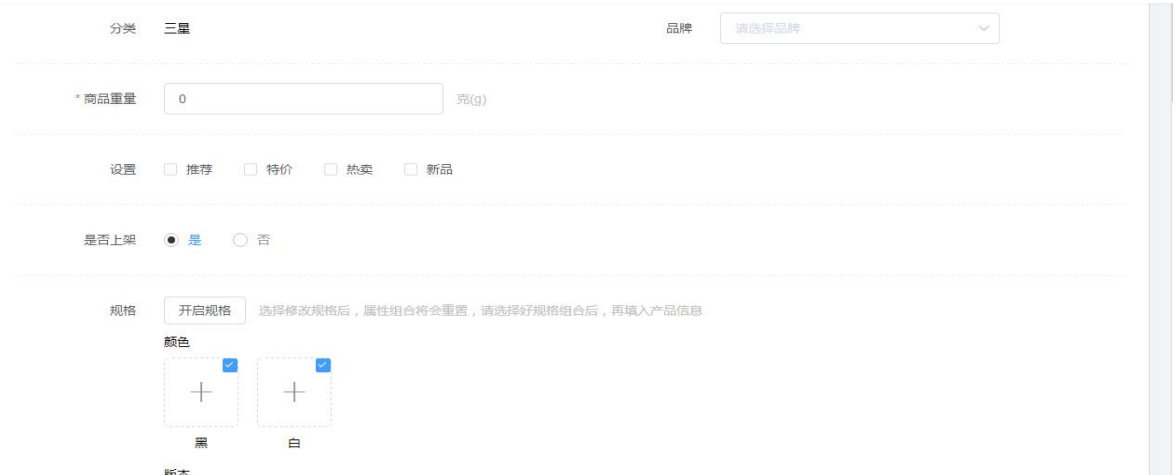 分类 三星 品牌 请选择品牌
* 商品重量 0 克(g)
设置 推荐 特价 热卖 新品
是否上架 是 否
规格 开启规格 选择修改规格后，属性组合将会重置，请选择好规格组合后，再填入产品信息
颜色
黑 白
版本